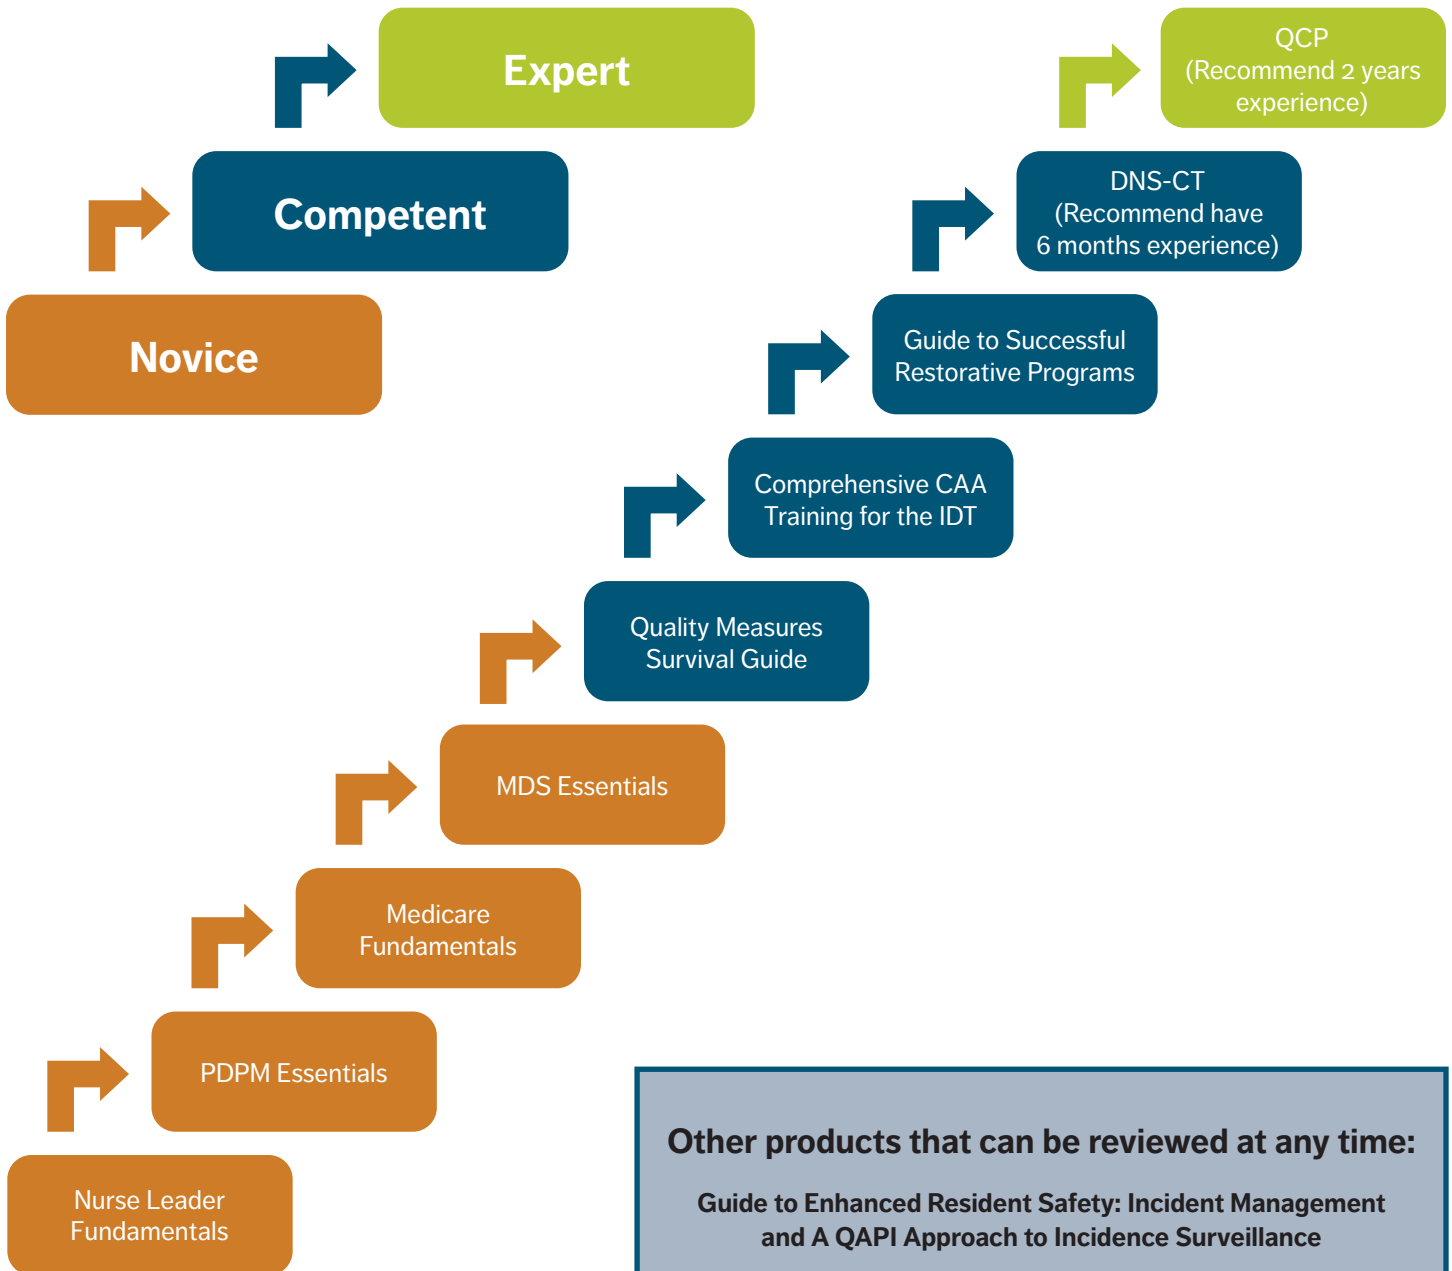 Expert
Competent
Novice
QCP
(Recommend 2 years
experience)
DNS-CT
(Recommend have
6 months experience)
Guide to Successful
Restorative Programs
Comprehensive CAA
Training for the IDT
Quality Measures
Survival Guide
MDS Essentials
Medicare
Fundamentals
PDPM Essentials
Nurse Leader
Fundamentals
Other products that can be reviewed at any time:
Guide to Enhanced Resident Safety: Incident Management
and A QAPI Approach to Incidence Surveillance